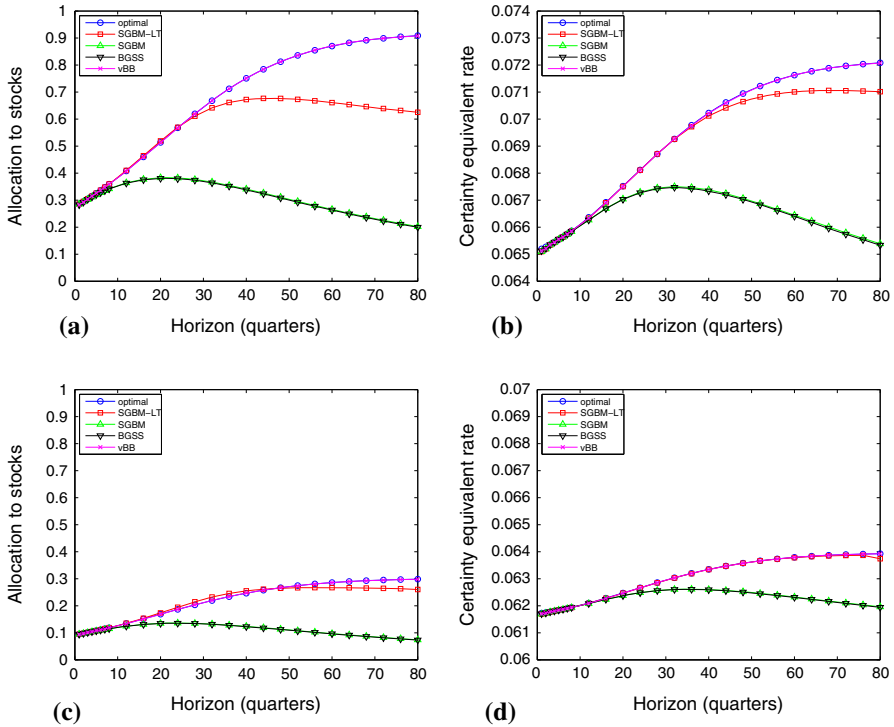 1
0.9
0.8
0.7
0.6
0.5
0.4
0.3
0.2
0.1
0
Allocation to stocks
optimal
SGBM-LT
SGBM
BGSS
vBB
0 10 20 30 40 50 60 70 80
Horizon (quarters)
(a)
0.074
0.073
0.072
0.071
0.07
0.069
0.068
0.067
0.066
0.065
0.064
Certainty equivalent rate
optimal
SGBM-LT
SGBM
BGSS
vBB
0 10 20 30 40 50 60 70 80
Horizon (quarters)
(b)
1
0.9
0.8
0.7
0.6
0.5
0.4
0.3
0.2
0.1
0
Allocation to stocks
optimal
SGBM-LT
SGBM
BGSS
vBB
0 10 20 30 40 50 60 70 80
Horizon (quarters)
(c)
0.07
0.069
0.068
0.067
0.066
0.065
0.064
0.063
0.062
0.061
0.06
Certainty equivalent rate
optimal
SGBM-LT
SGBM
BGSS
vBB
0 10 20 30 40 50 60 70 80
Horizon (quarters)
(d)